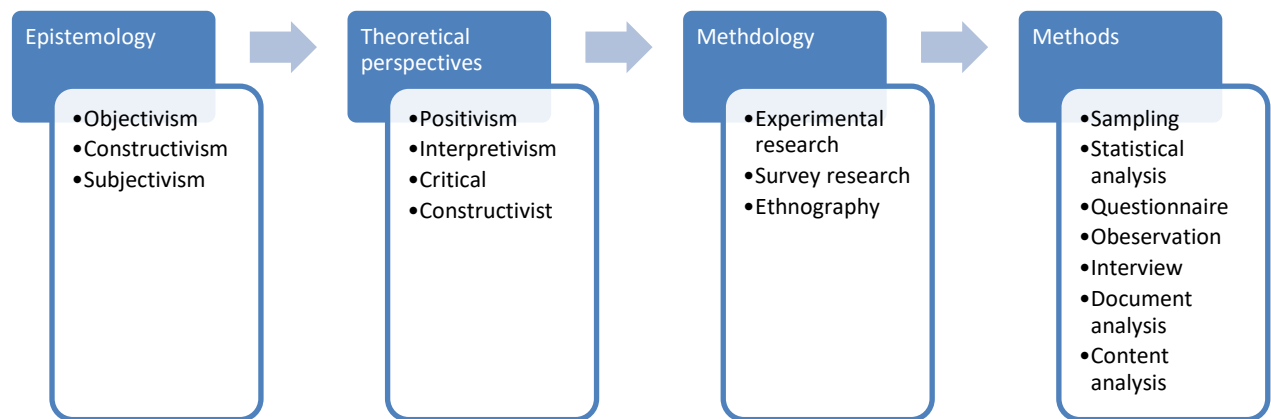 Epistemology
•Objectivism
•Constructivism
•Subjectivism
Theoretical
perspectives
•Positivism
•Interpretivism
•Critical
•Constructivist
Methdology
•Experimental
research
•Survey research
•Ethnography
Methods
•Sampling
•Statistical
analysis
•Questionnaire
•Obeservation
•Interview
•Document
analysis
•Content
analysis